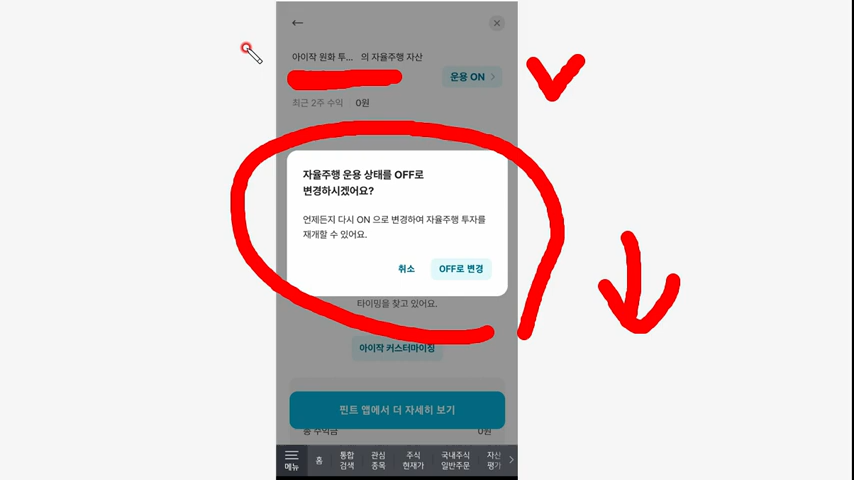 아이작 원화 투... 의 자율주행 자산
운용 ON >
최근 2주 수익 0원
자율주행 운용 상태를 OFF로
변경하시겠어요?
언제든지 다시 ON 으로 변경하여 자율주행 투자를
재개할 수 있어요.
취소 OFF로 변경
타이밍을 찾고 있어요.
아이작 커스터마이징
핀트 앱에서 더 자세히 보기
총 수익금 0원
메뉴
홈
통합
검색
관심
종목
주식
현재가
국내주식
일반주문
자산
평가